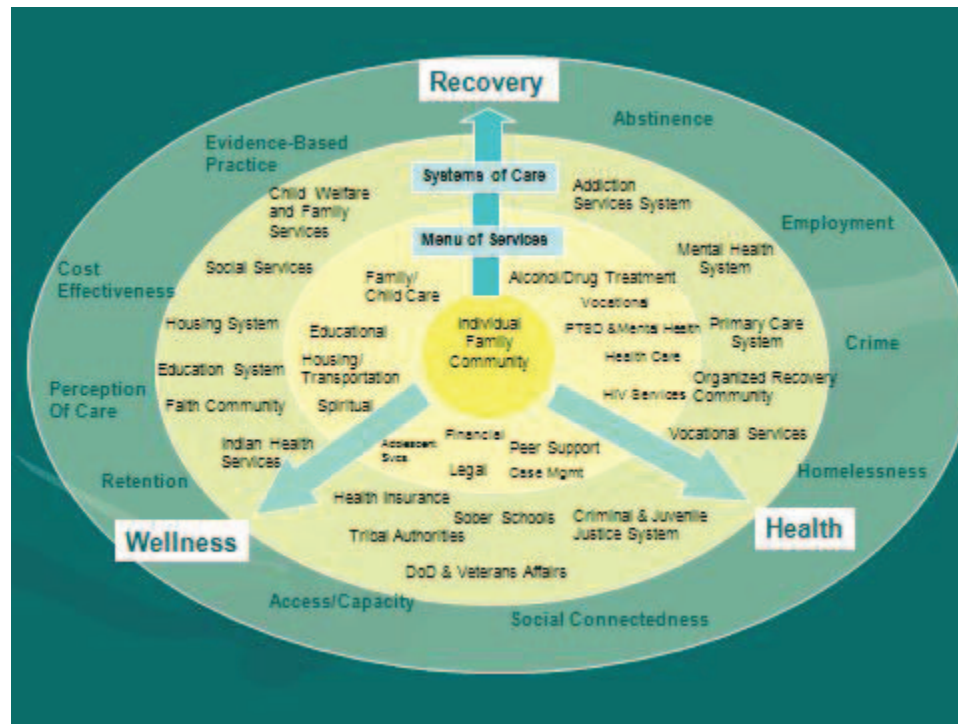 Recovery
Abstinence
Evidence-Based
Practice
Systems of Care
Child Welfare
and Family
Services
Addiction
Services System
Employment
Menu of Services
Mental Health
System
Cost
Effectiveness
Social Services
Family/
Child Care
Alcohol/Drug Treatment
Vocational
Housing System
Educational
Individual
Family
Community
PTSD & Mental Health
Primary Care
System
Crime
Health Care
Education System
Housing/
Transportation
Perception
Of Care
Organized Recovery
Community
HIV Services
Faith Community
Spiritual
Indian Health
Services
Adolescent
Svcs.
Financial
Peer Support
Vocational Services
Legal
Case Mgmt
Homelessness
Retention
Health Insurance
Sober Schools
Criminal & Juvenile
Justice System
Tribal Authorities
Wellness
Health
DoD & Veterans Affairs
Access/Capacity
Social Connectedness